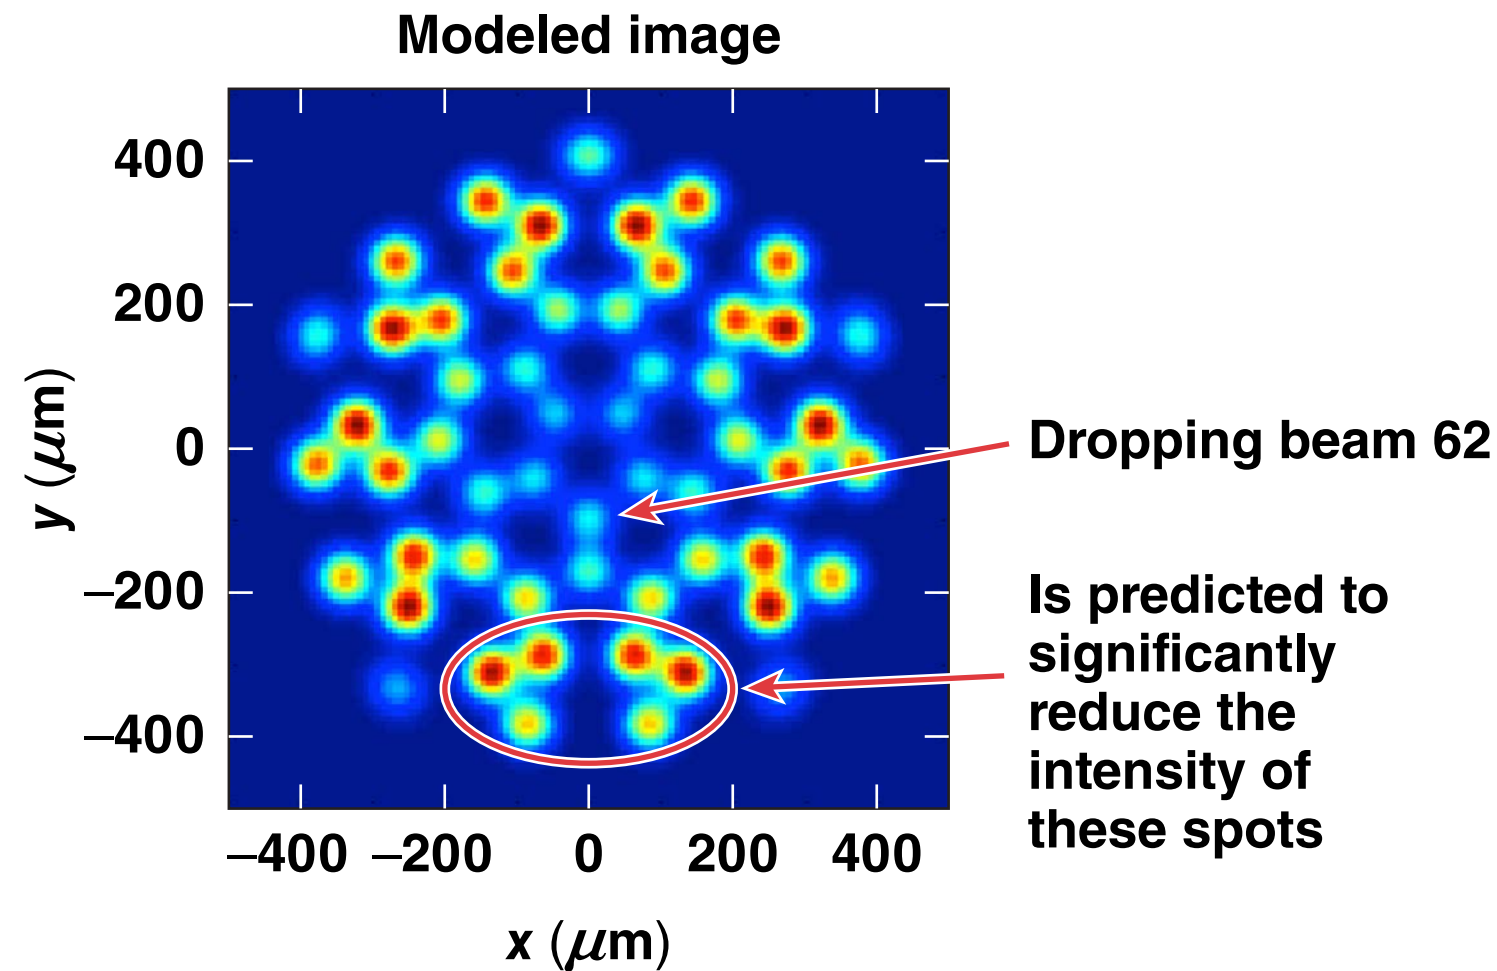 Modeled image
400
200
0
–200
–400
y (μm)
–400 –200 0 200 400
x (μm)
Dropping beam 62
Is predicted to
significantly
reduce the
intensity of
these spots